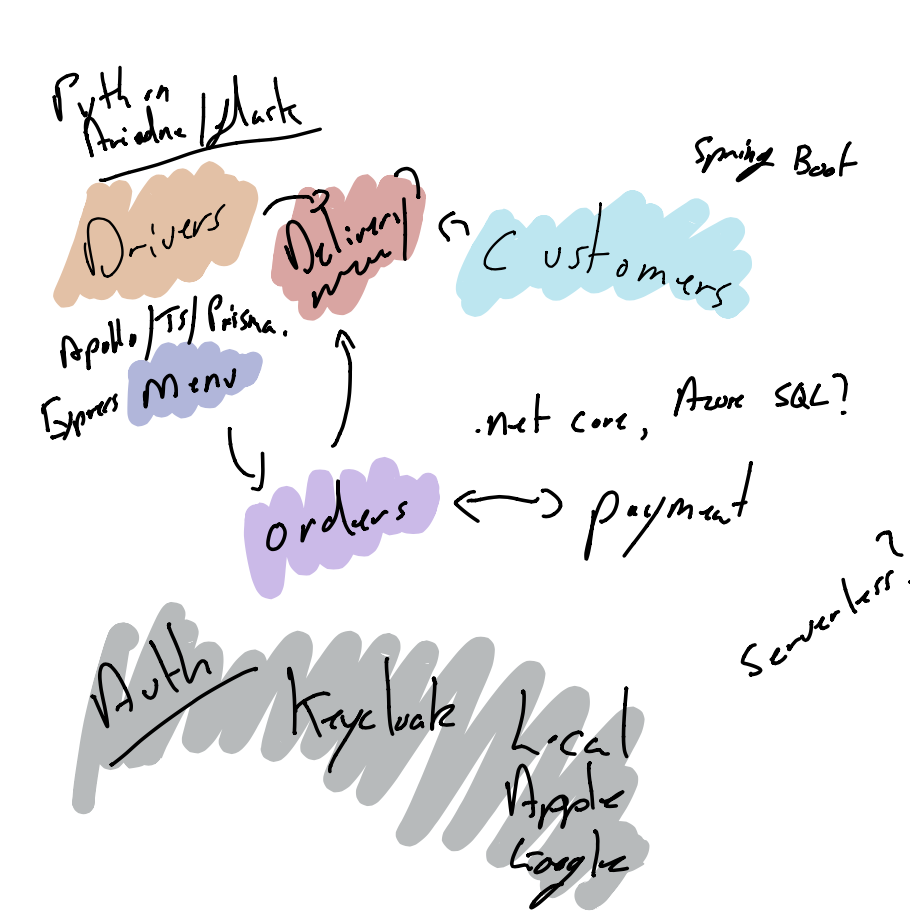 Python
Ariadne/flask
Spring Boot
Drivers
Delivery
Customers
Apollo/TS/Prisma.
Express
Menu
.net core, Azure SQL?
orders
payment
Serverless?
Auth
Keycloak
Local
Apple
Google